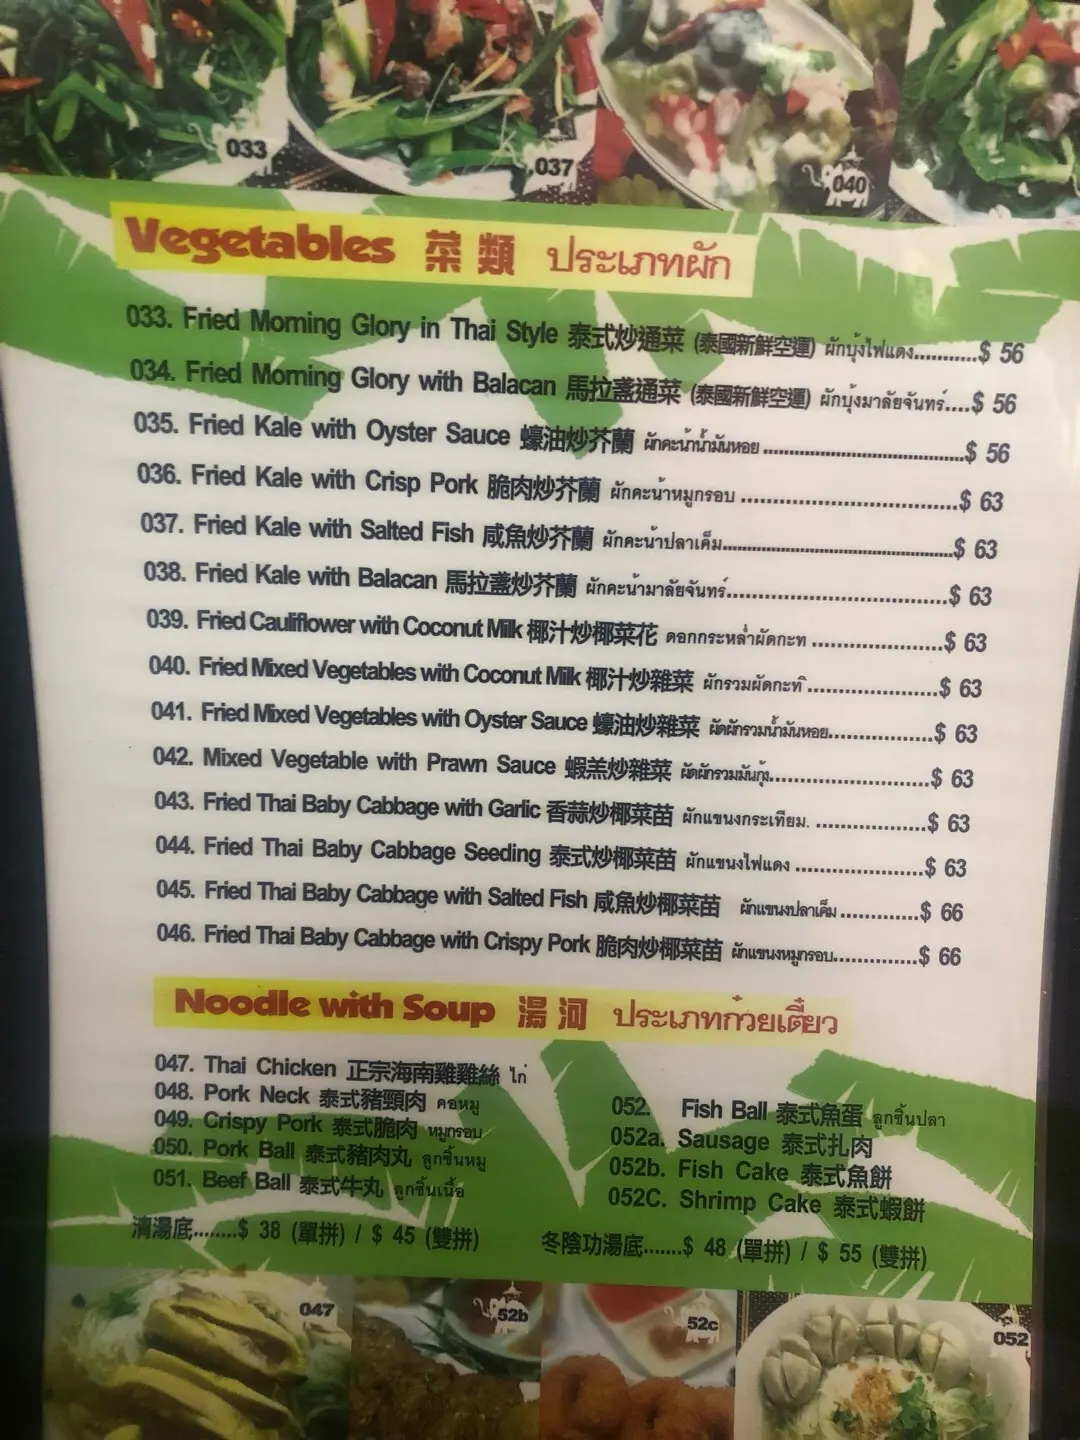 033
037
040
Vegetables 菜類 ประเภทผัก
033. Fried Morning Glory in Thai Style 泰式炒通菜 (泰國新鮮空運) ผักบุ้งไฟแดง...........$ 56
034. Fried Morning Glory with Balacan 馬拉盞通菜 (泰國新鮮空運) ผักบุ้งมาลัยจันทร์....$ 56
035. Fried Kale with Oyster Sauce 蠔油炒芥蘭 ผักคะน้าน้ำมันหอย........................................$ 56
036. Fried Kale with Crisp Pork 脆肉炒芥蘭 ผักคะน้าหมูกรอบ ..................................$ 63
037. Fried Kale with Salted Fish 咸魚炒芥蘭 ผักคะน้าปลาเค็ม..............................................$ 63
038. Fried Kale with Balacan 馬拉盞炒芥蘭 ผักคะน้ามาลัยจันทร์..................................$ 63
039. Fried Cauliflower with Coconut Milk 椰汁炒椰菜花 ดอกกระหล่ำผัดกะท ....................$ 63
040. Fried Mixed Vegetables with Coconut Milk 椰汁炒雜菜 ผักรวมผัดกะทิ....................$ 63
041. Fried Mixed Vegetables with Oyster Sauce 蠔油炒雜菜 ผัดผักรวมน้ำมันหอย................$ 63
042. Mixed Vegetable with Prawn Sauce 蝦羔炒雜菜 ผัดผักรวมมันกุ้ง........................$ 63
043. Fried Thai Baby Cabbage with Garlic 香蒜炒椰菜苗 ผักแขนงกระเทียม. .................$ 63
044. Fried Thai Baby Cabbage Seeding 泰式炒椰菜苗 ผักแขนงไฟแดง ....................$ 63
045. Fried Thai Baby Cabbage with Salted Fish 咸魚炒椰菜苗 ผักแขนงปลาเค็ม ............$ 66
046. Fried Thai Baby Cabbage with Crispy Pork 脆肉炒椰菜苗 ผักแขนงหมูกรอบ.............$ 66
Noodle with Soup 湯河 ประเภทก๋วยเตี๋ยว
047. Thai Chicken 正宗海南雞雞絲 ไก่
048. Pork Neck 泰式豬頸肉 คอหมู
049. Crispy Pork 泰式脆肉 หมูกรอบ
050. Pork Ball 泰式豬肉丸 ลูกชิ้นหมู
051. Beef Ball 泰式牛丸 ลูกชิ้นเนื้อ
清湯底........$ 38 (單拼) / $ 45 (雙拼)
052. Fish Ball 泰式魚蛋 ลูกชิ้นปลา
052a. Sausage 泰式扎肉
052b. Fish Cake 泰式魚餅
052C. Shrimp Cake 泰式蝦餅
冬陰功湯底.......$ 48 (單拼) / $ 55 (雙拼)
047
52b
52c
052